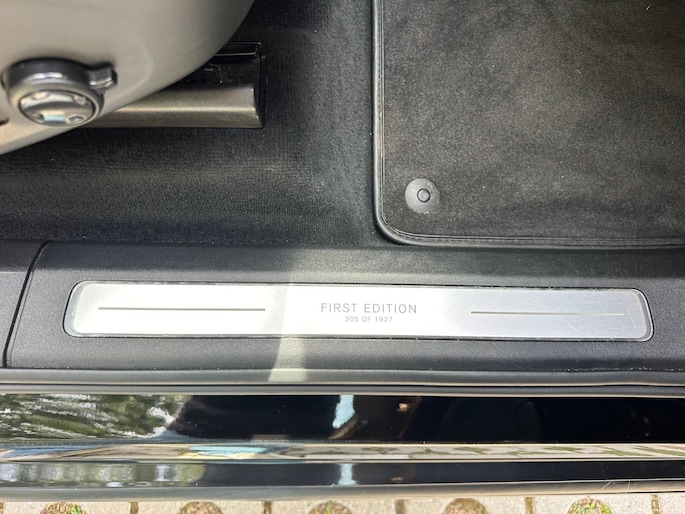 FIRST EDITION
305 OF 1927